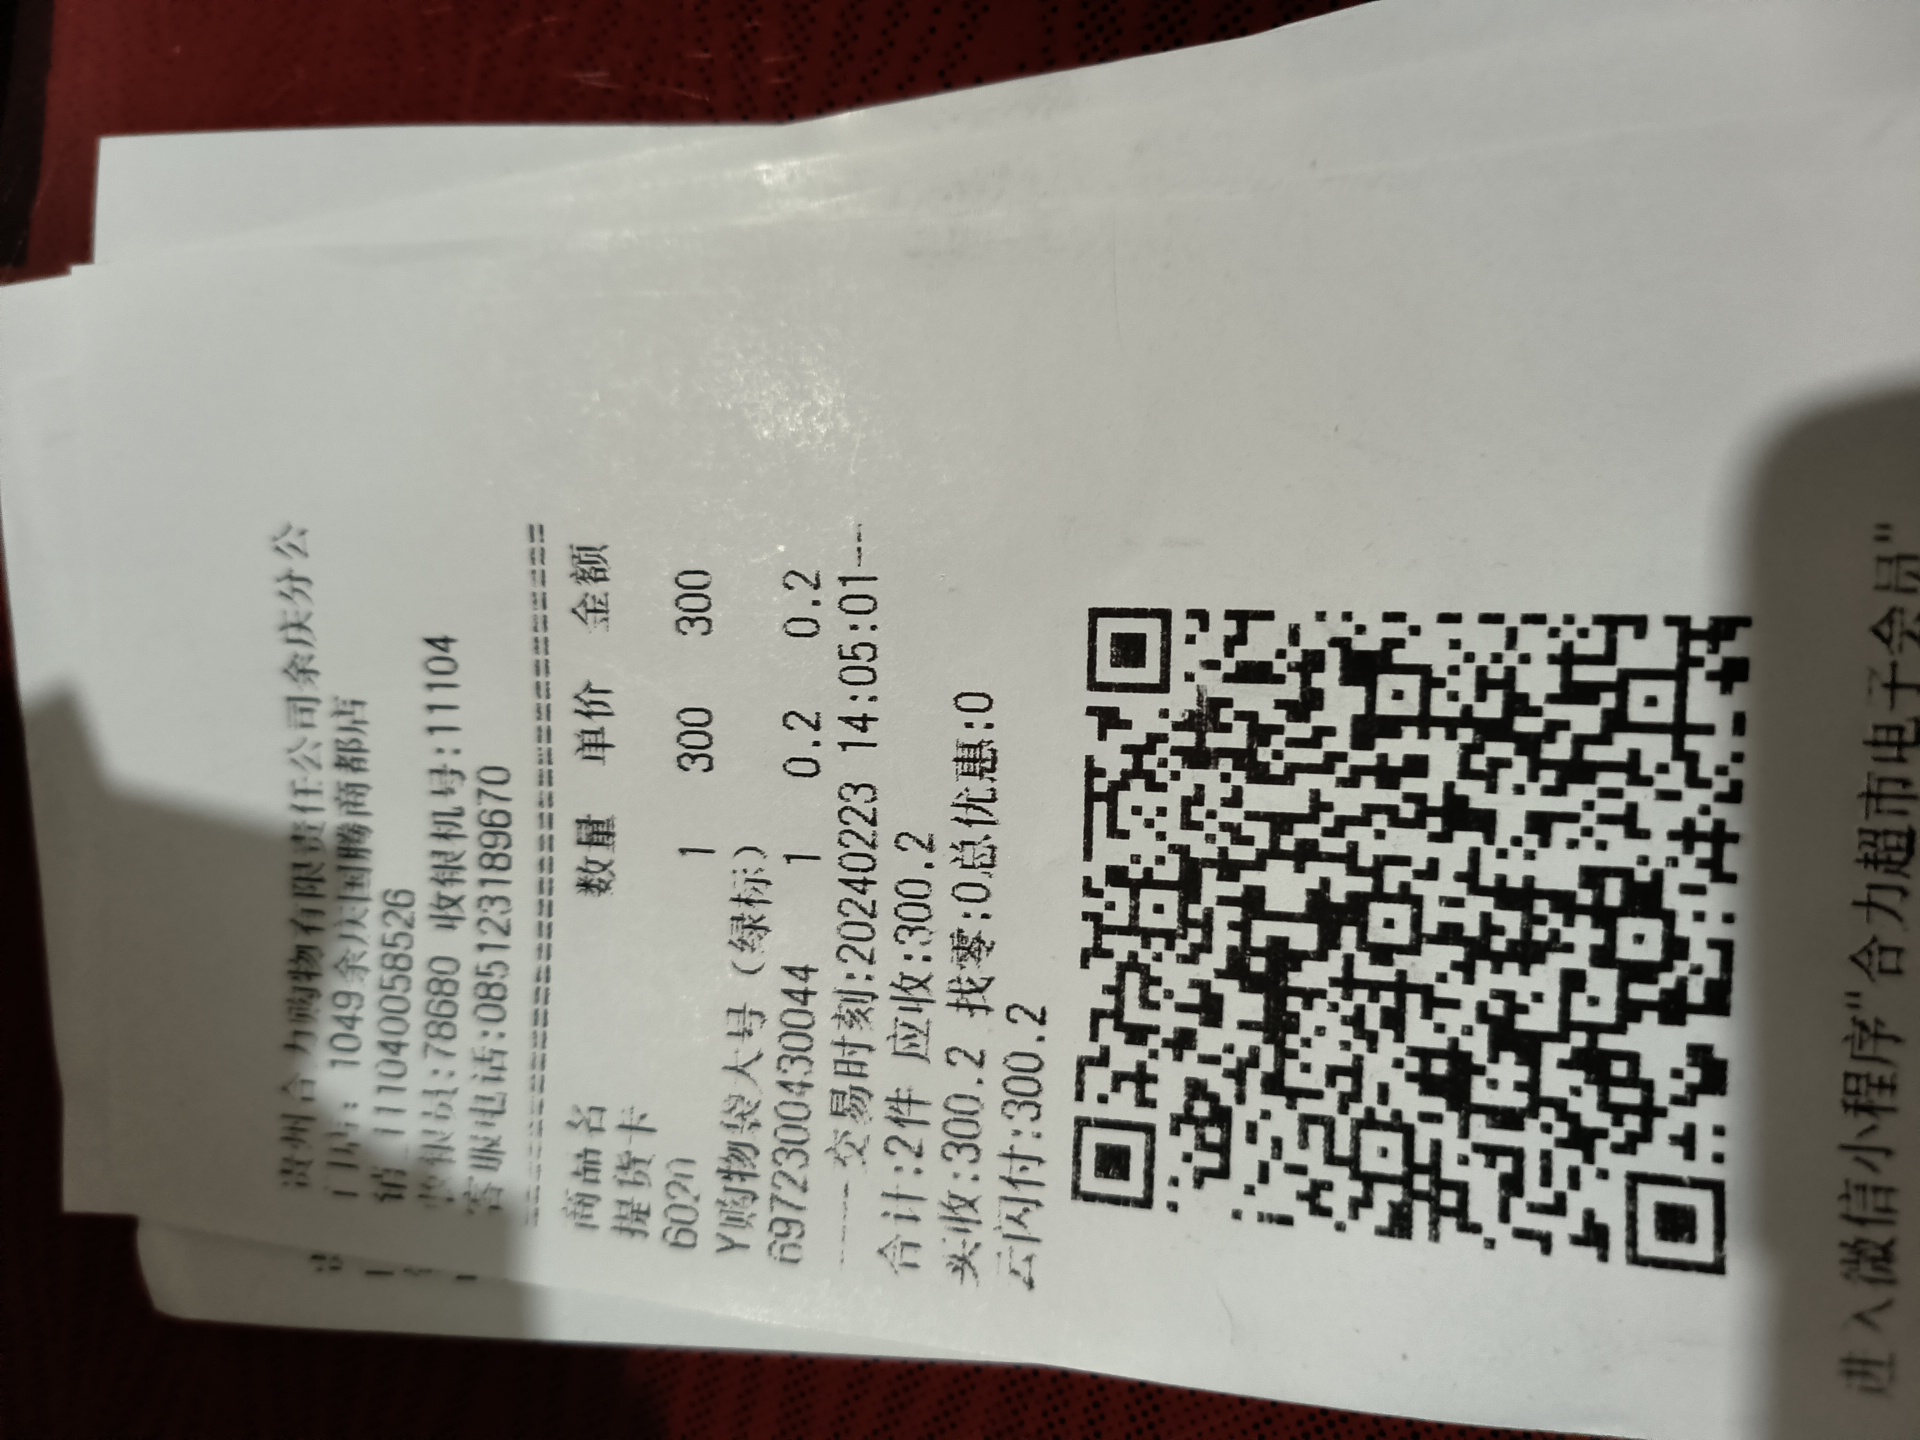 贵州合力购物有限责任公司余庆分公
门店: 1049余庆国腾商都店
销 1110400585526
收银员:78680 收银机号:11104
客服电话:085123189670
================================
商品名 数量 单价 金额
提货卡
6020 1 300 300
Y购物袋大号（绿标）
6972300430044 1 0.2 0.2
-----交易时刻:20240223 14:05:01---
合计:2件 应收:300.2
实收:300.2 找零:0总优惠:0
云闪付:300.2
进入微信小程序"合力超市电子会员"